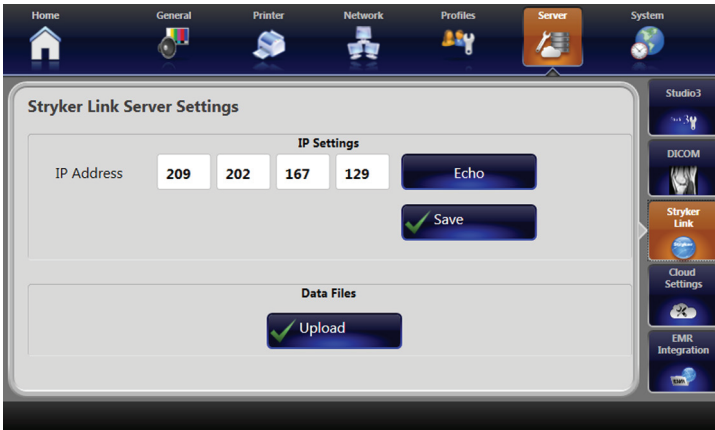 Home General Printer Network Profiles Server System
Stryker Link Server Settings
IP Settings
IP Address 209 202 167 129 Echo
Save
Data Files
Upload
Studio3
DICOM
Stryker
Link
Cloud
Settings
EMR
Integration